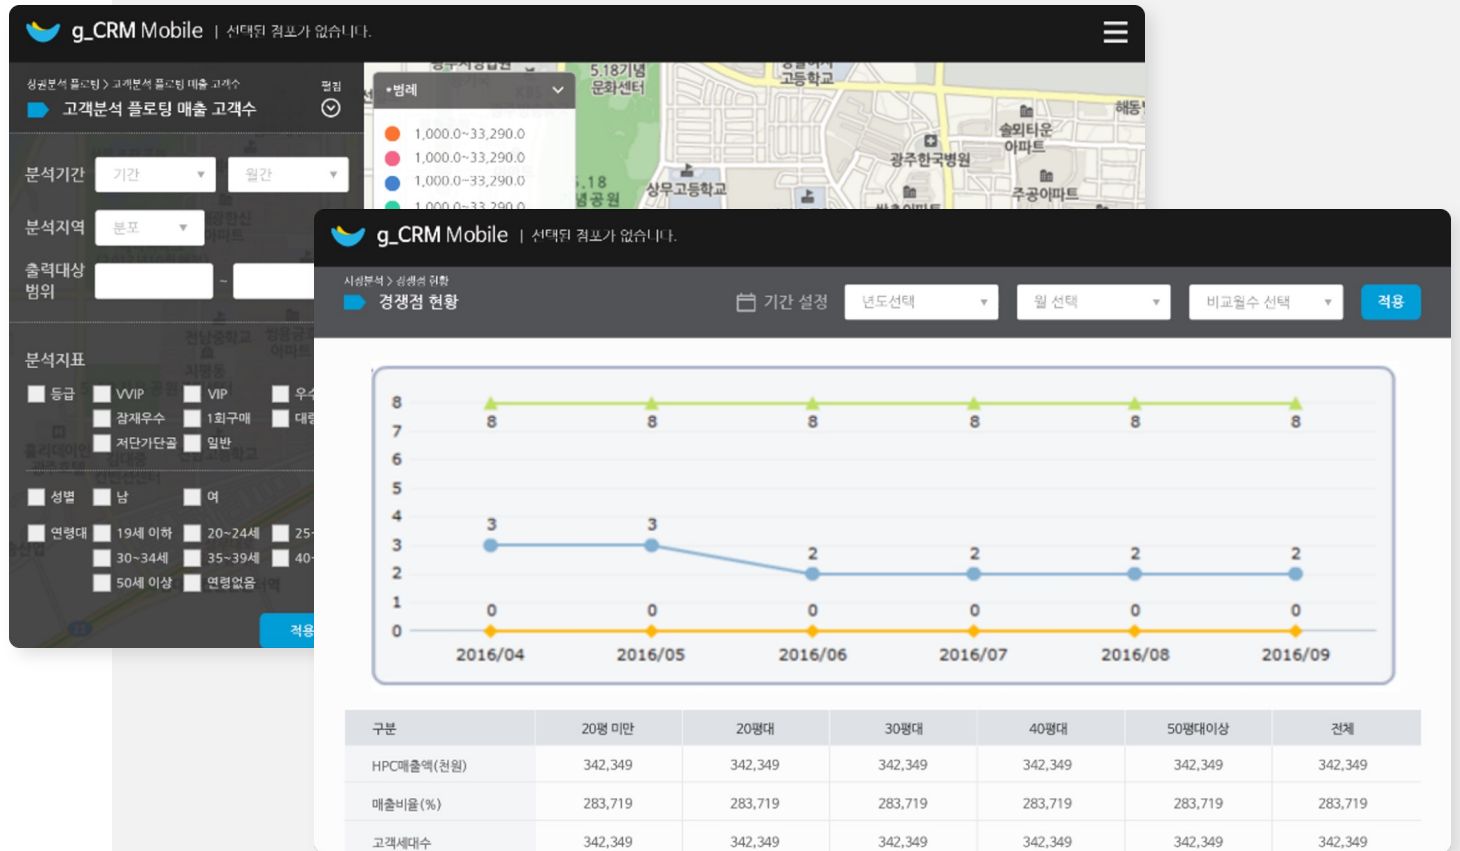 g_CRM Mobile | 선택된 점포가 없습니다.
상권분석 플로팅 > 고객분석 플로팅 매출 고객수
편집
고객분석 플로팅 매출 고객수
분석기간 기간 월간
분석지역 분포
출력대상 범위 ~
분석지표
등급 VVIP VIP
잠재우수 1회구매
저단가단골 일반
성별 남 여
연령대 19세 이하 20~24세 25~
30~34세 35~39세 40~
50세 이상 연령없음
적용
*범례
1,000.0~33,290.0
1,000.0~33,290.0
1,000.0~33,290.0
1,000.0~33,290.0
5.18기념
문화센터
고등학교
해동
솔외타운
아파트
광주한국병원
상무고등학교
주공아파트
g_CRM Mobile | 선택된 점포가 없습니다.
시장분석 > 경쟁점 현황
경쟁점 현황
기간 설정 년도선택 월 선택 비교월수 선택 적용
8
7
6
5
4
3
2
1
0
8 8 8 8 8 8
3 3 2 2 2 2
0 0 0 0 0 0
2016/04 2016/05 2016/06 2016/07 2016/08 2016/09
구분 20평 미만 20평대 30평대 40평대 50평대이상 전체
HPC매출액(천원) 342,349 342,349 342,349 342,349 342,349 342,349
매출비율(%) 283,719 283,719 283,719 283,719 283,719 283,719
고객세대수 342,349 342,349 342,349 342,349 342,349 342,349